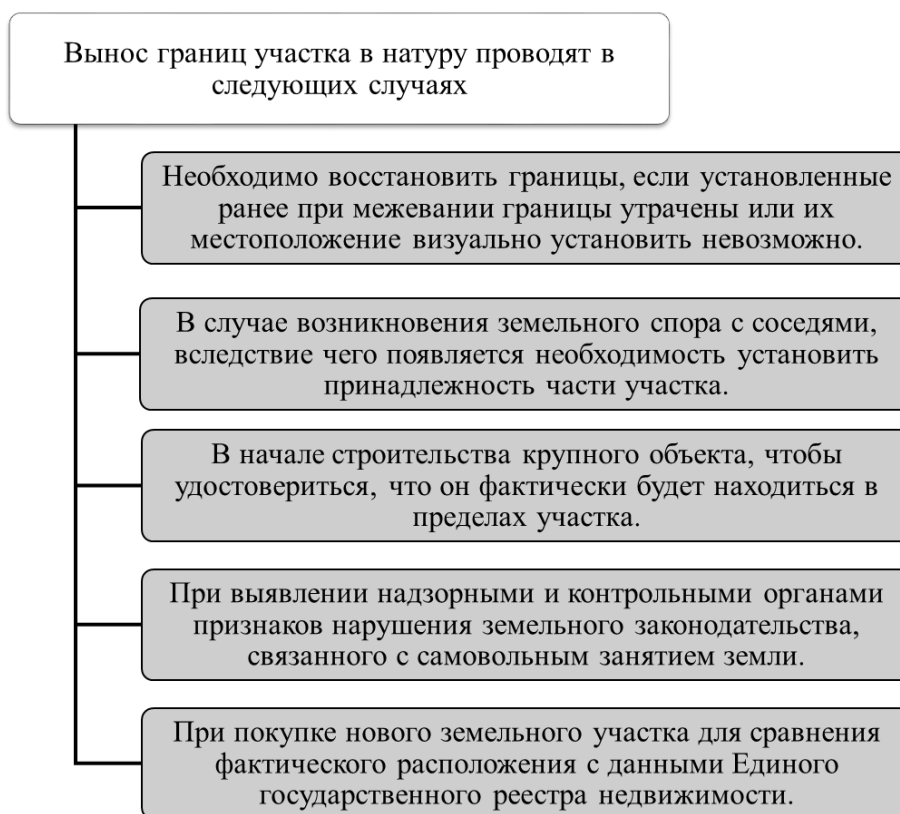 Вынос границ участка в натуру проводят в
следующих случаях
Необходимо восстановить границы, если установленные
ранее при межевании границы утрачены или их
местоположение визуально установить невозможно.
В случае возникновения земельного спора с соседями,
вследствие чего появляется необходимость установить
принадлежность части участка.
В начале строительства крупного объекта, чтобы
удостовериться, что он фактически будет находиться в
пределах участка.
При выявлении надзорными и контрольными органами
признаков нарушения земельного законодательства,
связанного с самовольным занятием земли.
При покупке нового земельного участка для сравнения
фактического расположения с данными Единого
государственного реестра недвижимости.